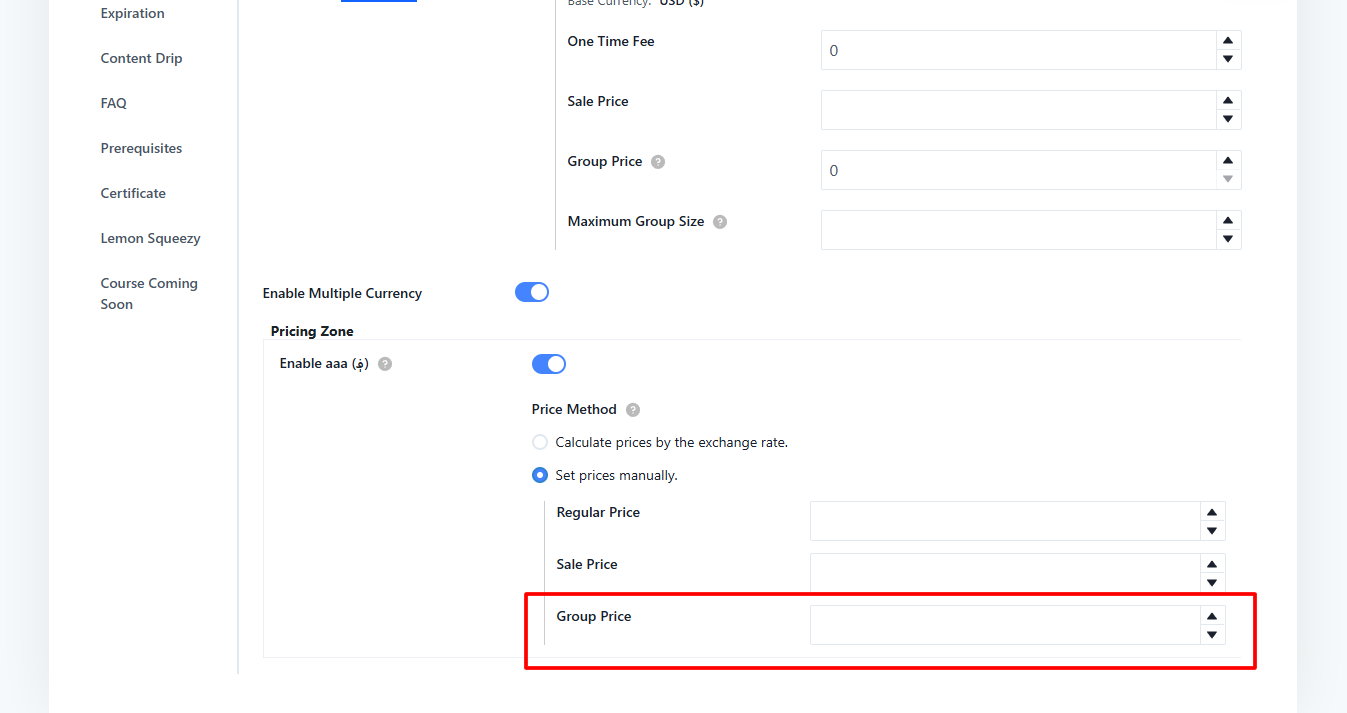 Expiration
Content Drip
FAQ
Prerequisites
Certificate
Lemon Squeezy
Course Coming
Soon
Base Currency: USD ($)
One Time Fee
0
Sale Price
Group Price ?
0
Maximum Group Size ?
Enable Multiple Currency
Pricing Zone
Enable aaa (؋) ?
Price Method ?
Calculate prices by the exchange rate.
Set prices manually.
Regular Price
Sale Price
Group Price